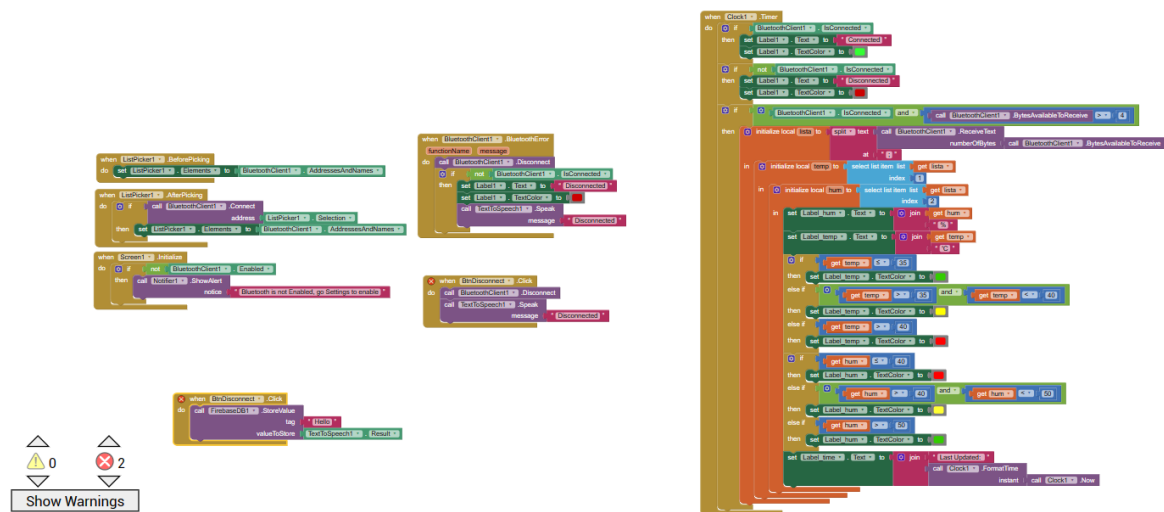 when ListPicker1 .BeforePicking
do set ListPicker1 . Elements to BluetoothClient1 . AddressesAndNames
when ListPicker1 .AfterPicking
do if call BluetoothClient1 .Connect
address ListPicker1 . Selection
then set ListPicker1 . Elements to BluetoothClient1 . AddressesAndNames
when Screen1 .Initialize
do if not BluetoothClient1 . Enabled
then call Notifier1 .ShowAlert
notice " Bluetooth is not Enabled, go Settings to enable "
when BluetoothClient1 .BluetoothError
functionName message
do call BluetoothClient1 .Disconnect
if not BluetoothClient1 . IsConnected
then set Label1 . Text to " Disconnected "
set Label1 . TextColor to
call TextToSpeech1 .Speak
message " Disconnected "
when BtnDisconnect .Click
do call BluetoothClient1 .Disconnect
call TextToSpeech1 .Speak
message " Disconnected "
when BtnDisconnect .Click
do call FirebaseDB1 .StoreValue
tag " Hello "
valueToStore TextToSpeech1 . Result
0 2
Show Warnings
when Clock1 .Timer
do if BluetoothClient1 . IsConnected
then set Label1 . Text to " Connected "
set Label1 . TextColor to
if not BluetoothClient1 . IsConnected
then set Label1 . Text to " Disconnected "
set Label1 . TextColor to
if BluetoothClient1 . IsConnected and call BluetoothClient1 .BytesAvailableToReceive > 4
then initialize local lista to split text call BluetoothClient1 .ReceiveText
numberOfBytes call BluetoothClient1 .BytesAvailableToReceive
at
in initialize local temp to select list item list get lista
index 1
in initialize local hum to select list item list get lista
index 2
in set Label_hum . Text to join get hum
" % "
set Label_temp . Text to join get temp
" °C "
if get temp ≤ 35
then set Label_temp . TextColor to
else if get temp > 35 and get temp < 40
then set Label_temp . TextColor to
else if get temp > 40
then set Label_temp . TextColor to
if get hum ≤ 40
then set Label_hum . TextColor to
else if get hum > 40 and get hum < 50
then set Label_hum . TextColor to
else if get hum > 50
then set Label_hum . TextColor to
set Label_time . Text to join " Last Updated: "
call Clock1 .FormatTime
instant call Clock1 .Now